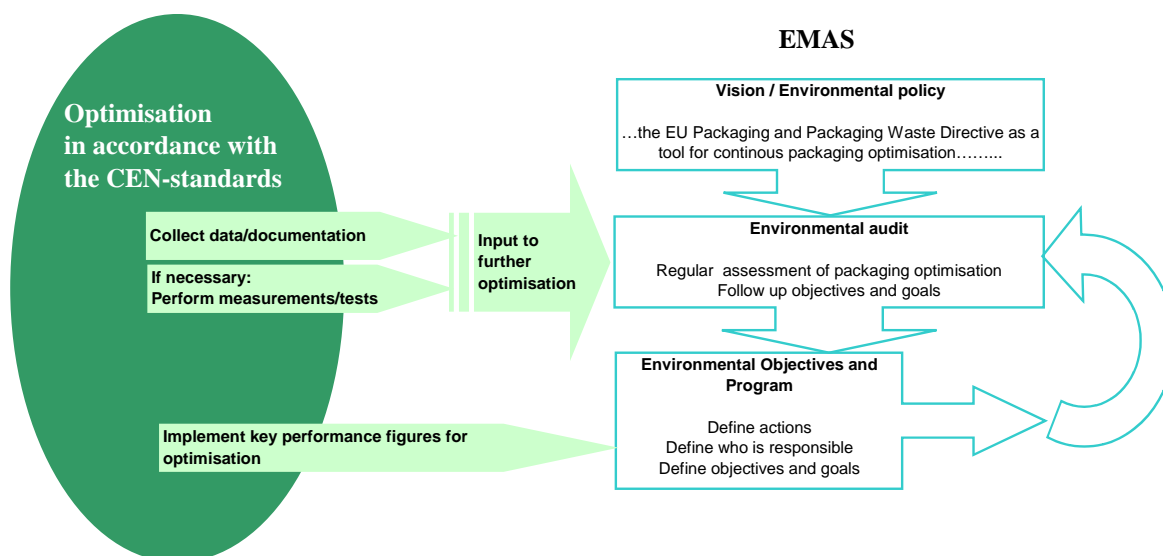 EMAS
Optimisation
in accordance with
the CEN-standards
Collect data/documentation
If necessary:
Perform measurements/tests
Implement key performance figures for
optimisation
Input to
further
optimisation
Vision / Environmental policy
…the EU Packaging and Packaging Waste Directive as a
tool for continous packaging optimisation……...
Environmental audit
Regular assessment of packaging optimisation
Follow up objectives and goals
Environmental Objectives and
Program
Define actions
Define who is responsible
Define objectives and goals